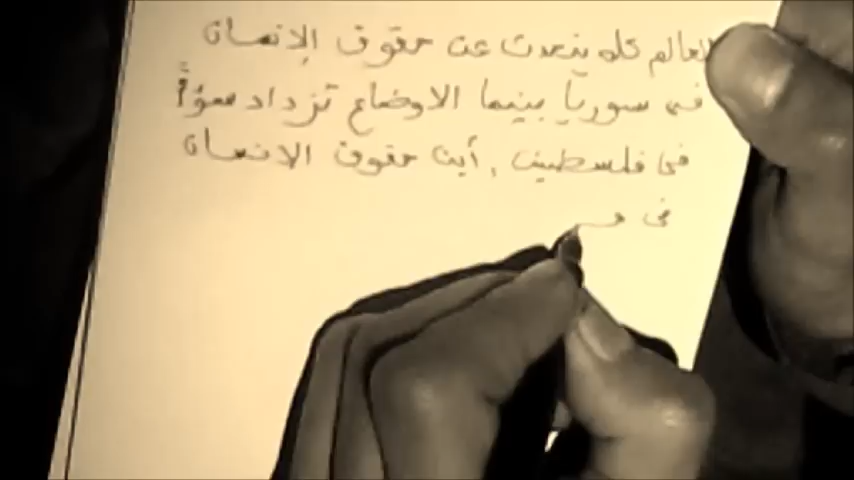 العالم كله يتحدث عن حقوق الإنسان
في سوريا بينما الاوضاع تزداد سوءاً
في فلسطين , أين حقوق الانسان
في